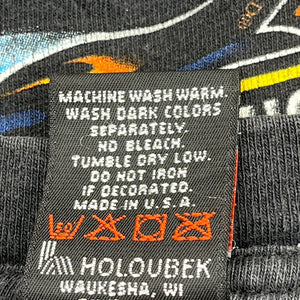 MACHINE WASH WARM.
WASH DARK COLORS
SEPARATELY.
NO BLEACH.
TUMBLE DRY LOW.
DO NOT IRON
IF DECORATED.
MADE IN U.S.A.
50
HOLOUBEK
WAUKESHA, WI